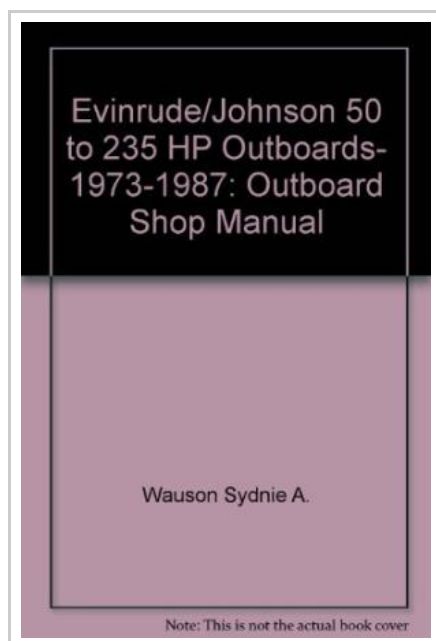 Evinrude/Johnson 50
to 235 HP Outboards-
1973-1987: Outboard
Shop Manual
Wauson Sydnie A.
Note: This is not the actual book cover